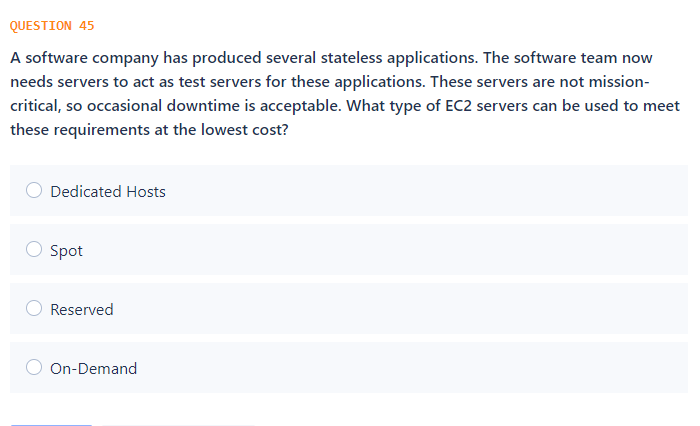 QUESTION 45
A software company has produced several stateless applications. The software team now
needs servers to act as test servers for these applications. These servers are not mission-
critical, so occasional downtime is acceptable. What type of EC2 servers can be used to meet
these requirements at the lowest cost?
Dedicated Hosts
Spot
Reserved
On-Demand